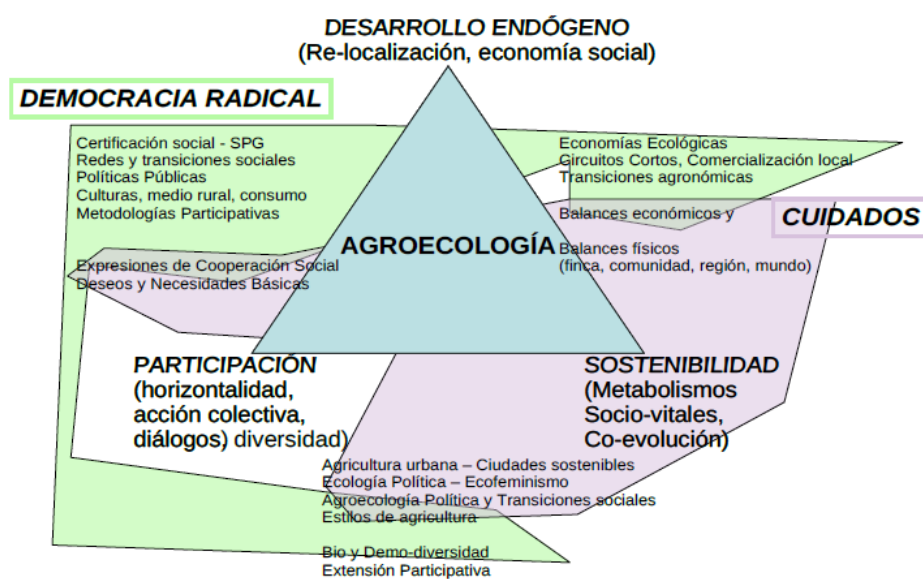 DESARROLLO ENDÓGENO
(Re-localización, economía social)
DEMOCRACIA RADICAL
Certificación social - SPG
Redes y transiciones sociales
Políticas Públicas
Culturas, medio rural, consumo
Metodologías Participativas
Expresiones de Cooperación Social
Deseos y Necesidades Básicas
Economías Ecológicas
Circuitos Cortos, Comercialización local
Transiciones agronómicas
Balances económicos y
CUIDADOS
Balances físicos
(finca, comunidad, región, mundo)
AGROECOLOGÍA
PARTICIPACIÓN
(horizontalidad,
acción colectiva,
diálogos) diversidad)
SOSTENIBILIDAD
(Metabolismos
Socio-vitales,
Co-evolución)
Agricultura urbana – Ciudades sostenibles
Ecología Política – Ecofeminismo
Agroecología Política y Transiciones sociales
Estilos de agricultura
Bio y Demo-diversidad
Extensión Participativa